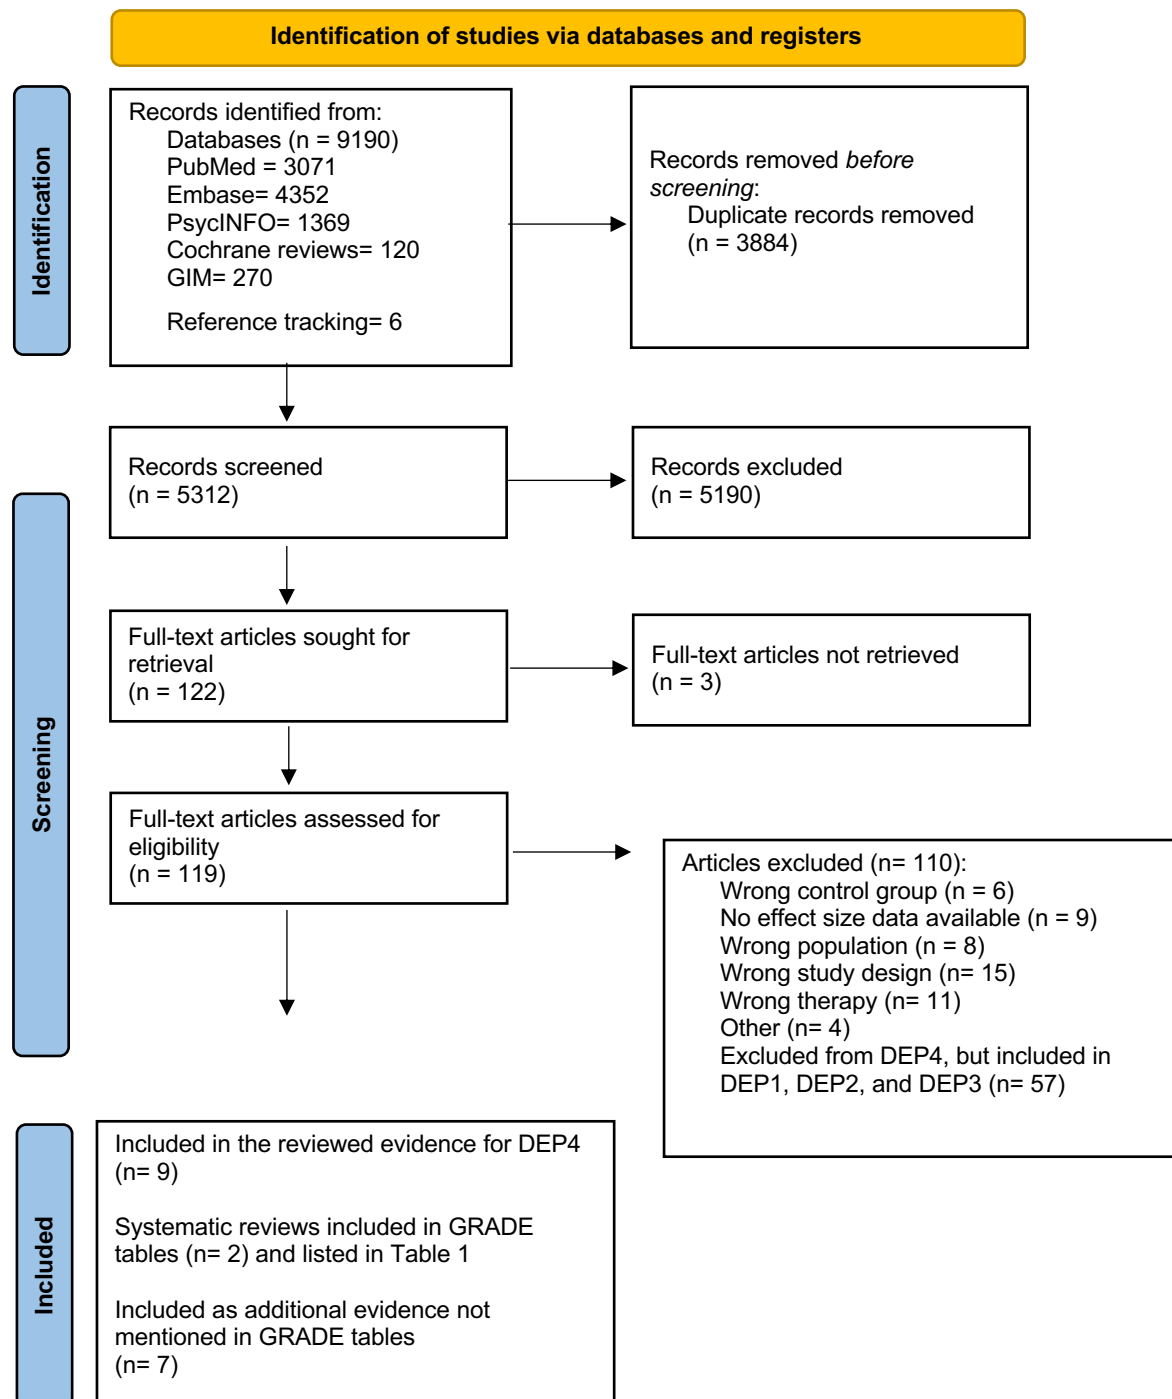 Identification of studies via databases and registers
Identification
Records identified from:
Databases (n = 9190)
PubMed = 3071
Embase= 4352
PsycINFO= 1369
Cochrane reviews= 120
GIM= 270
Reference tracking= 6
Records removed before
screening:
Duplicate records removed
(n = 3884)
Screening
Records screened
(n = 5312)
Records excluded
(n = 5190)
Full-text articles sought for
retrieval
(n = 122)
Full-text articles not retrieved
(n = 3)
Full-text articles assessed for
eligibility
(n = 119)
Articles excluded (n= 110):
Wrong control group (n = 6)
No effect size data available (n = 9)
Wrong population (n = 8)
Wrong study design (n= 15)
Wrong therapy (n= 11)
Other (n= 4)
Excluded from DEP4, but included in
DEP1, DEP2, and DEP3 (n= 57)
Included
Included in the reviewed evidence for DEP4
(n= 9)
Systematic reviews included in GRADE
tables (n= 2) and listed in Table 1
Included as additional evidence not
mentioned in GRADE tables
(n= 7)